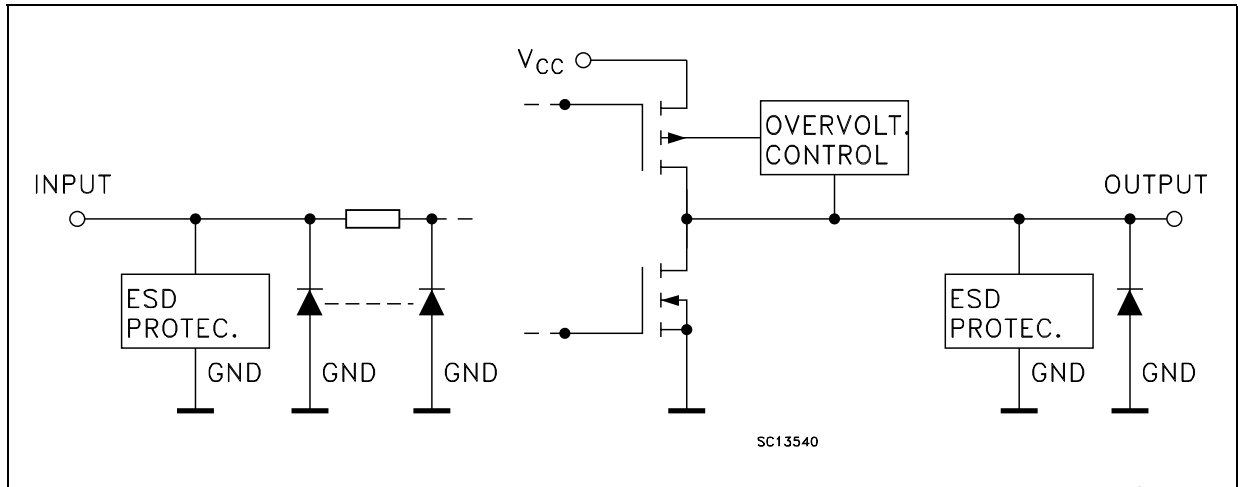 VCC
OVERVOLT.
CONTROL
INPUT
OUTPUT
ESD
PROTEC.
ESD
PROTEC.
GND
GND
GND
GND
GND
SC13540